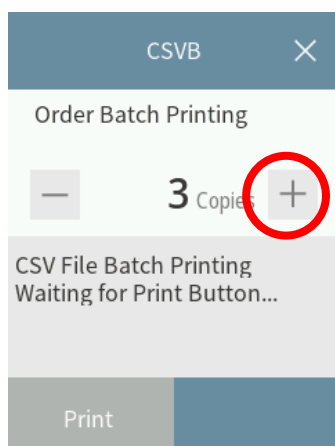 CSVB ×
Order Batch Printing
− 3 Copies +
CSV File Batch Printing
Waiting for Print Button...
Print